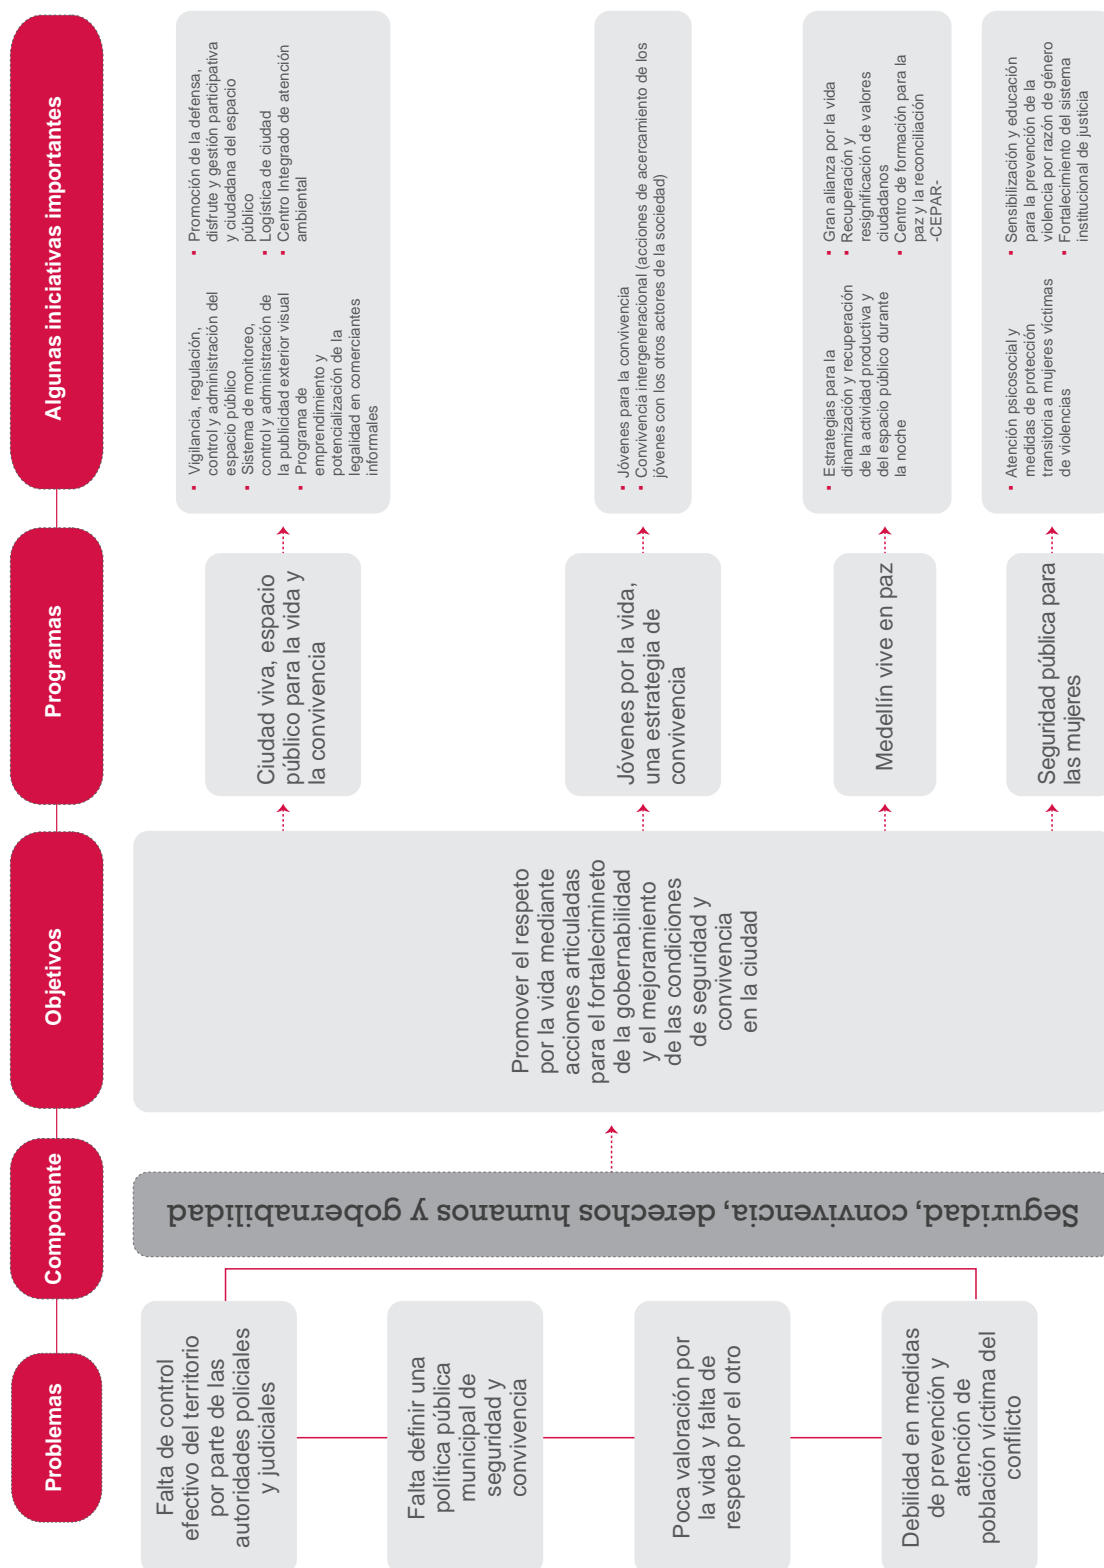 Problemas
Componente
Objetivos
Programas
Algunas iniciativas importantes
Falta de control
efectivo del territorio
por parte de las
autoridades policiales
y judiciales
Falta definir una
política pública
municipal de
seguridad y
convivencia
Poca valoración por
la vida y falta de
respeto por el otro
Debilidad en medidas
de prevención y
atención de
población víctima del
conflicto
Seguridad, convivencia, derechos humanos y gobernabilidad
Promover el respeto
por la vida mediante
acciones articuladas
para el fortalecimineto
de la gobernabilidad
y el mejoramiento
de las condiciones
de seguridad y
convivencia
en la ciudad
Ciudad viva, espacio
público para la vida y
la convivencia
▪ Vigilancia, regulación,
control y administración del
espacio público
▪ Sistema de monitoreo,
control y administración de
la publicidad exterior visual
▪ Programa de
emprendimiento y
potencialización de la
legalidad en comerciantes
informales
▪ Promoción de la defensa,
disfrute y gestión participativa
y ciudadana del espacio
público
▪ Logística de ciudad
▪ Centro Integrado de atención
ambiental
Jóvenes por la vida,
una estrategia de
convivencia
▪ Jóvenes para la convivencia
▪ Convivencia intergeneracional (acciones de acercamiento de los
jóvenes con los otros actores de la sociedad)
Medellín vive en paz
▪ Estrategias para la
dinamización y recuperación
de la actividad productiva y
del espacio público durante
la noche
▪ Gran alianza por la vida
▪ Recuperación y
resignificación de valores
ciudadanos
▪ Centro de formación para la
paz y la reconciliación
-CEPAR-
Seguridad pública para
las mujeres
▪ Atención psicosocial y
medidas de protección
transitoria a mujeres víctimas
de violencias
▪ Sensibilización y educación
para la prevención de la
violencia por razón de género
▪ Fortalecimiento del sistema
institucional de justicia